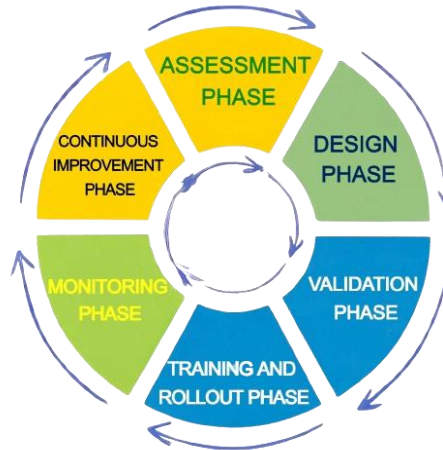 ASSESSMENT
PHASE
DESIGN
PHASE
VALIDATION
PHASE
TRAINING AND
ROLLOUT PHASE
MONITORING
PHASE
CONTINUOUS
IMPROVEMENT
PHASE